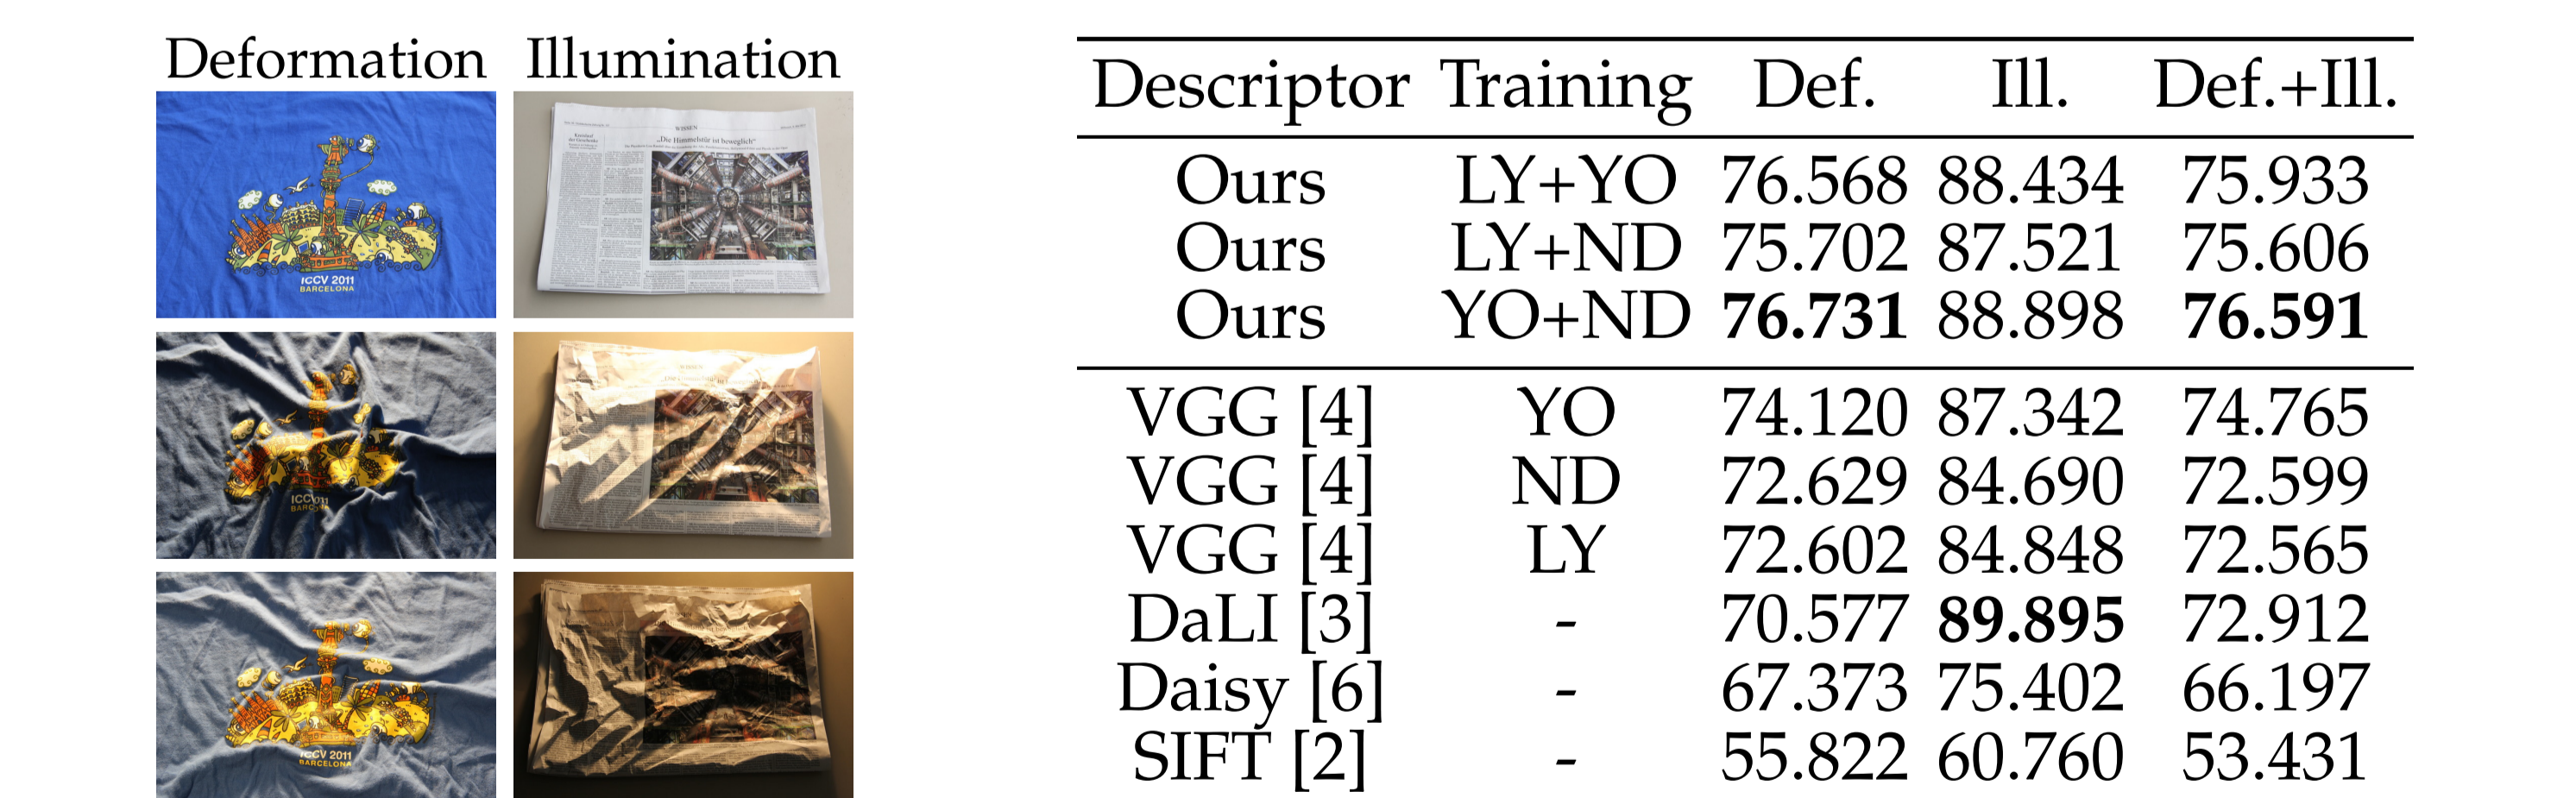 Deformation Illumination
ICCV 2011
BARCELONA
WISSEN
„Die Himmelstür ist beweglich“
ICCV 2011
BARCELONA
Descriptor Training Def. Ill. Def.+Ill.
Ours LY+YO 76.568 88.434 75.933
Ours LY+ND 75.702 87.521 75.606
Ours YO+ND 76.731 88.898 76.591
VGG [4] YO 74.120 87.342 74.765
VGG [4] ND 72.629 84.690 72.599
VGG [4] LY 72.602 84.848 72.565
DaLI [3] - 70.577 89.895 72.912
Daisy [6] - 67.373 75.402 66.197
SIFT [2] - 55.822 60.760 53.431